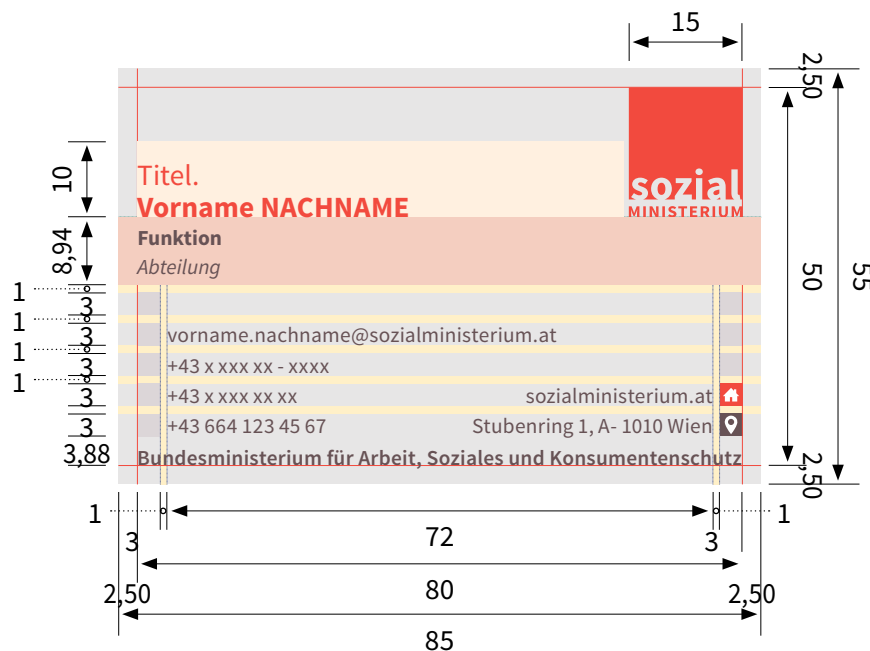 15
2,50
10
Titel.
Vorname NACHNAME
sozial
MINISTERIUM
8,94
Funktion
Abteilung
50
55
1
3
1
3
vorname.nachname@sozialministerium.at
1
3
+43 x xxx xx - xxxx
1
3
+43 x xxx xx xx
sozialministerium.at
3
+43 664 123 45 67
Stubenring 1, A- 1010 Wien
3,88
Bundesministerium für Arbeit, Soziales und Konsumentenschutz
2,50
1
72
1
3
3
2,50
80
2,50
85